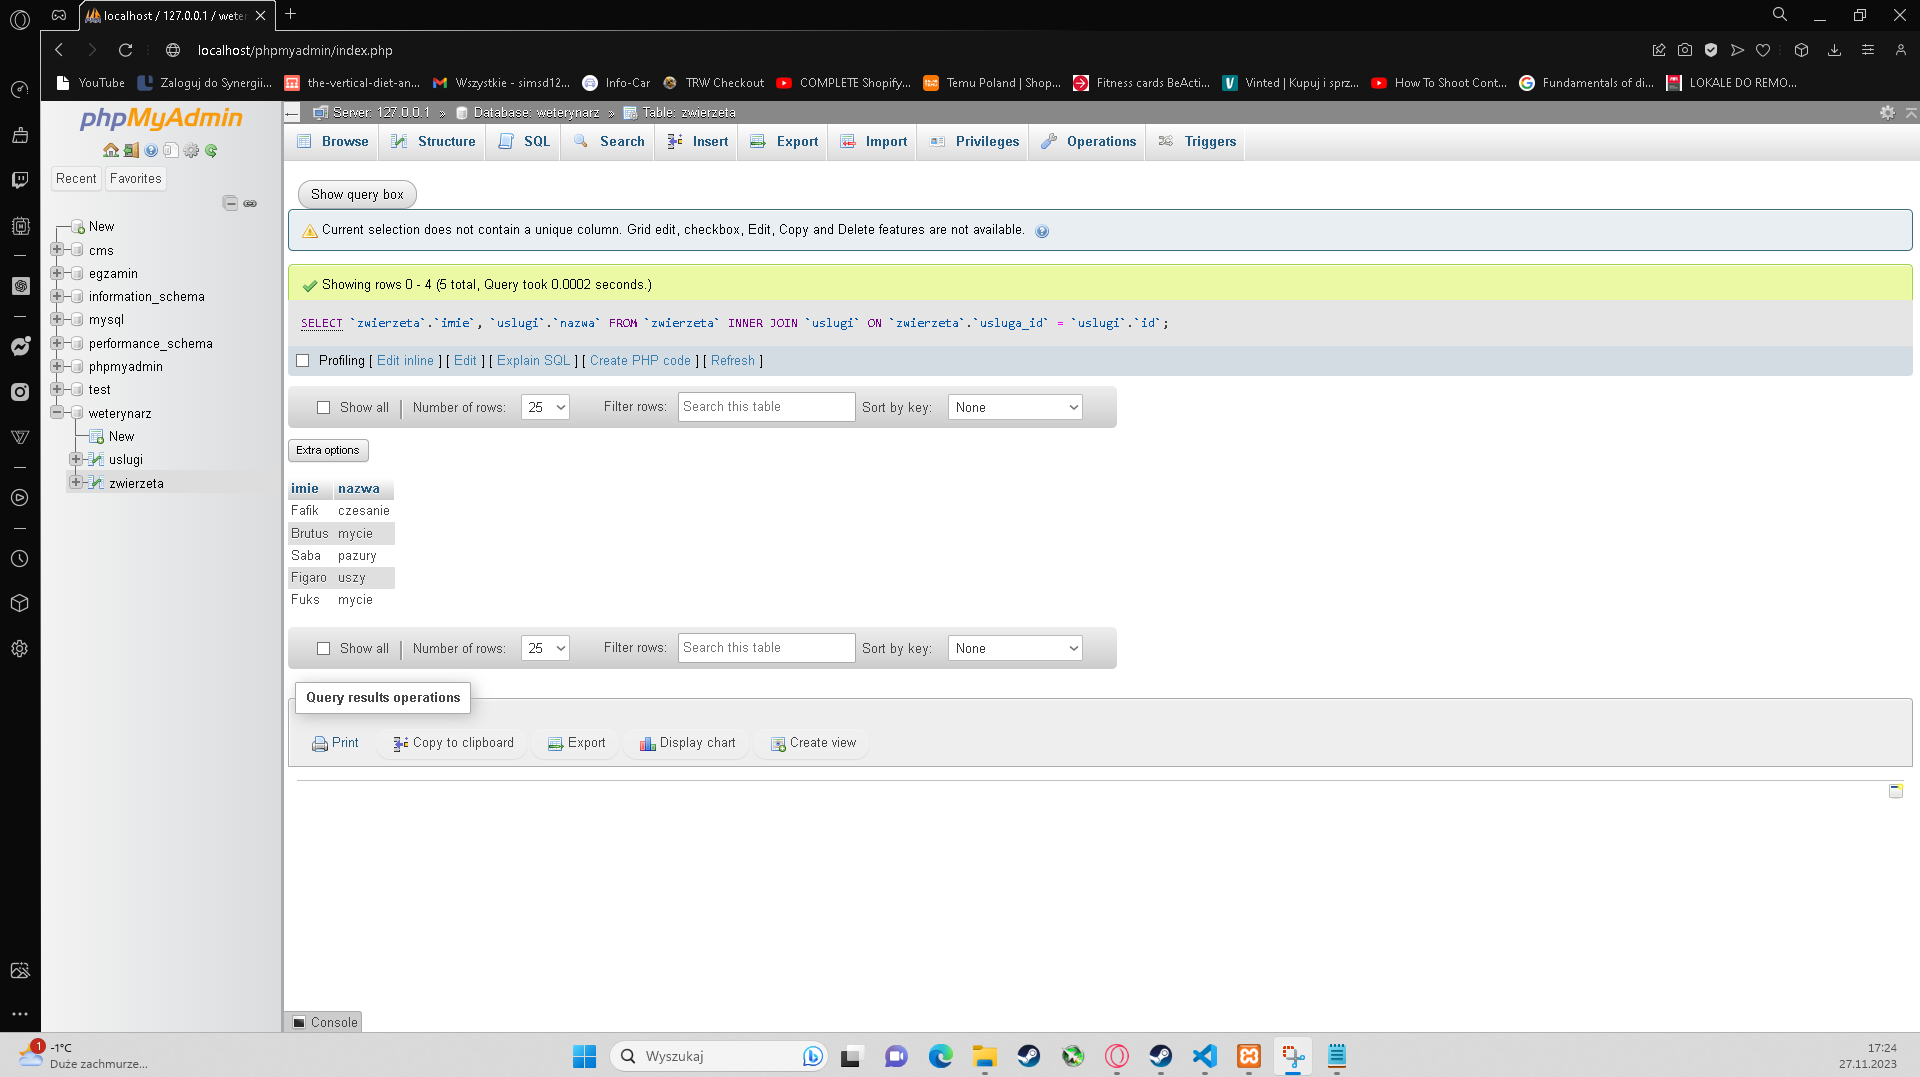 localhost / 127.0.0.1 / weter
localhost/phpmyadmin/index.php
YouTube Zaloguj do Synergii... the-vertical-diet-an... Wszystkie - simsd12... Info-Car TRW Checkout COMPLETE Shopify... Temu Poland | Shop... Fitness cards BeActi... Vinted | Kupuj i sprz... How To Shoot Cont... Fundamentals of di... LOKALE DO REMO...
phpMyAdmin
Server: 127.0.0.1 » Database: weterynarz » Table: zwierzeta
Browse Structure SQL Search Insert Export Import Privileges Operations Triggers
Recent Favorites
New
cms
egzamin
information_schema
mysql
performance_schema
phpmyadmin
test
weterynarz
New
uslugi
zwierzeta
Show query box
Current selection does not contain a unique column. Grid edit, checkbox, Edit, Copy and Delete features are not available.
Showing rows 0 - 4 (5 total, Query took 0.0002 seconds.)
SELECT `zwierzeta`.`imie`, `uslugi`.`nazwa` FROM `zwierzeta` INNER JOIN `uslugi` ON `zwierzeta`.`usluga_id` = `uslugi`.`id`;
Profiling [ Edit inline ] [ Edit ] [ Explain SQL ] [ Create PHP code ] [ Refresh ]
Show all | Number of rows: 25 Filter rows: Search this table Sort by key: None
Extra options
imie nazwa
Fafik czesanie
Brutus mycie
Saba pazury
Figaro uszy
Fuks mycie
Show all | Number of rows: 25 Filter rows: Search this table Sort by key: None
Query results operations
Print Copy to clipboard Export Display chart Create view
Console
1
-1°C
Duże zachmurze...
Wyszukaj
17:24
27.11.2023